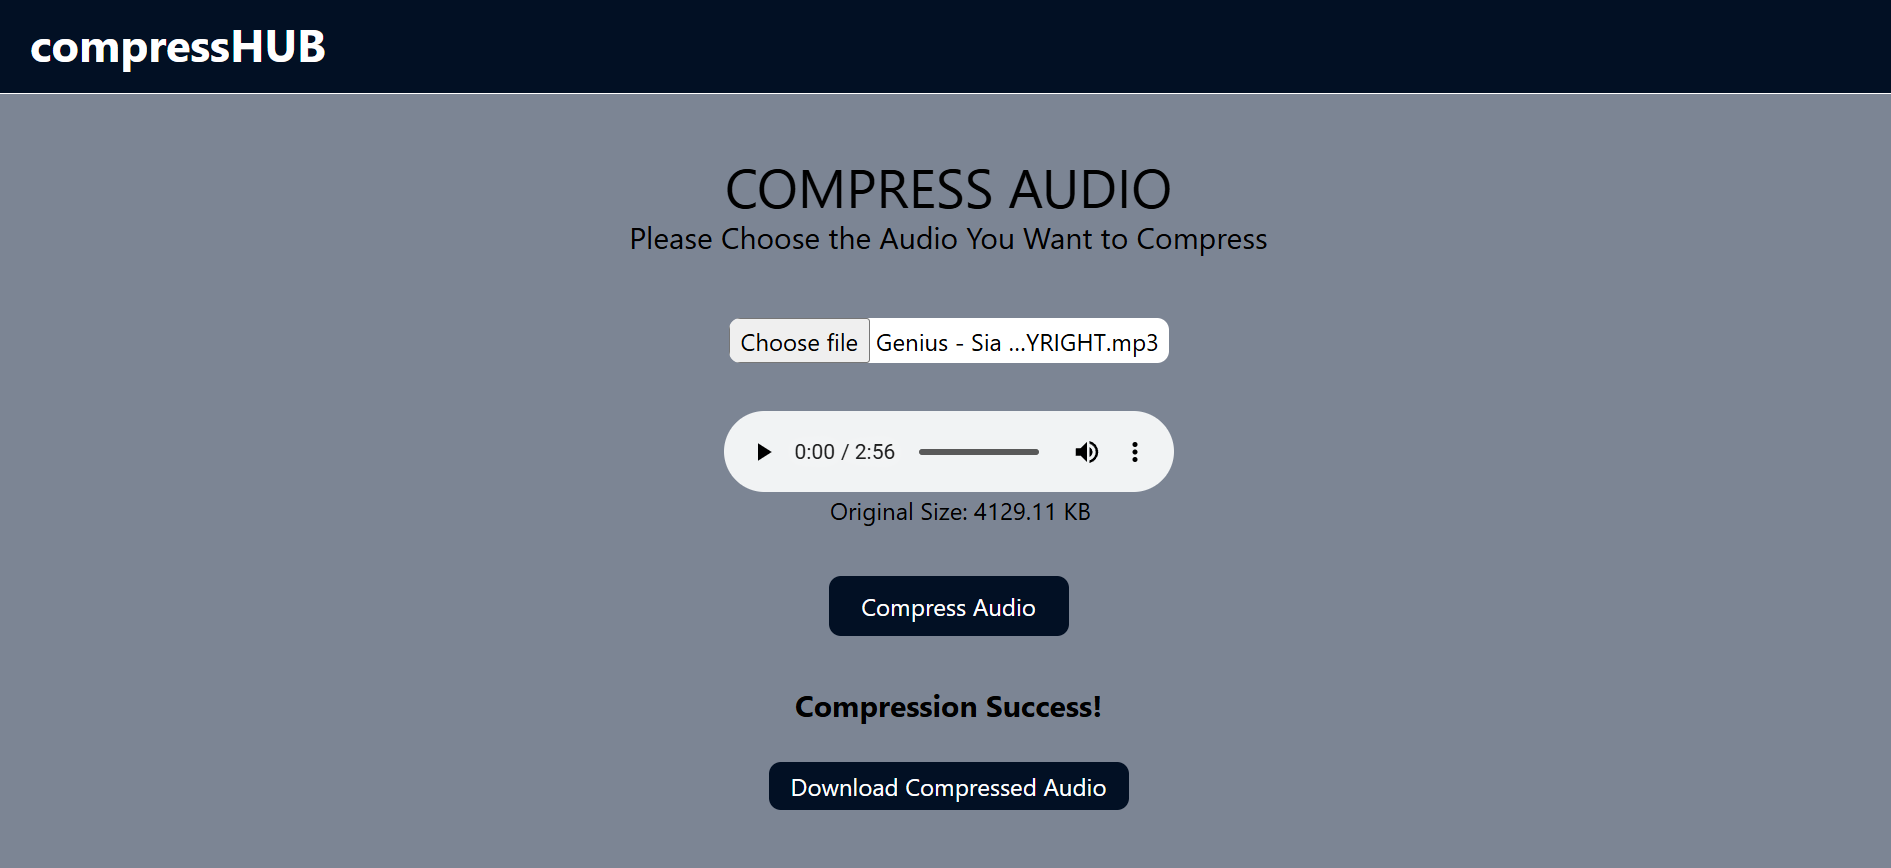 compressHUB
COMPRESS AUDIO
Please Choose the Audio You Want to Compress
Choose file Genius - Sia ...YRIGHT.mp3
0:00 / 2:56
Original Size: 4129.11 KB
Compress Audio
Compression Success!
Download Compressed Audio